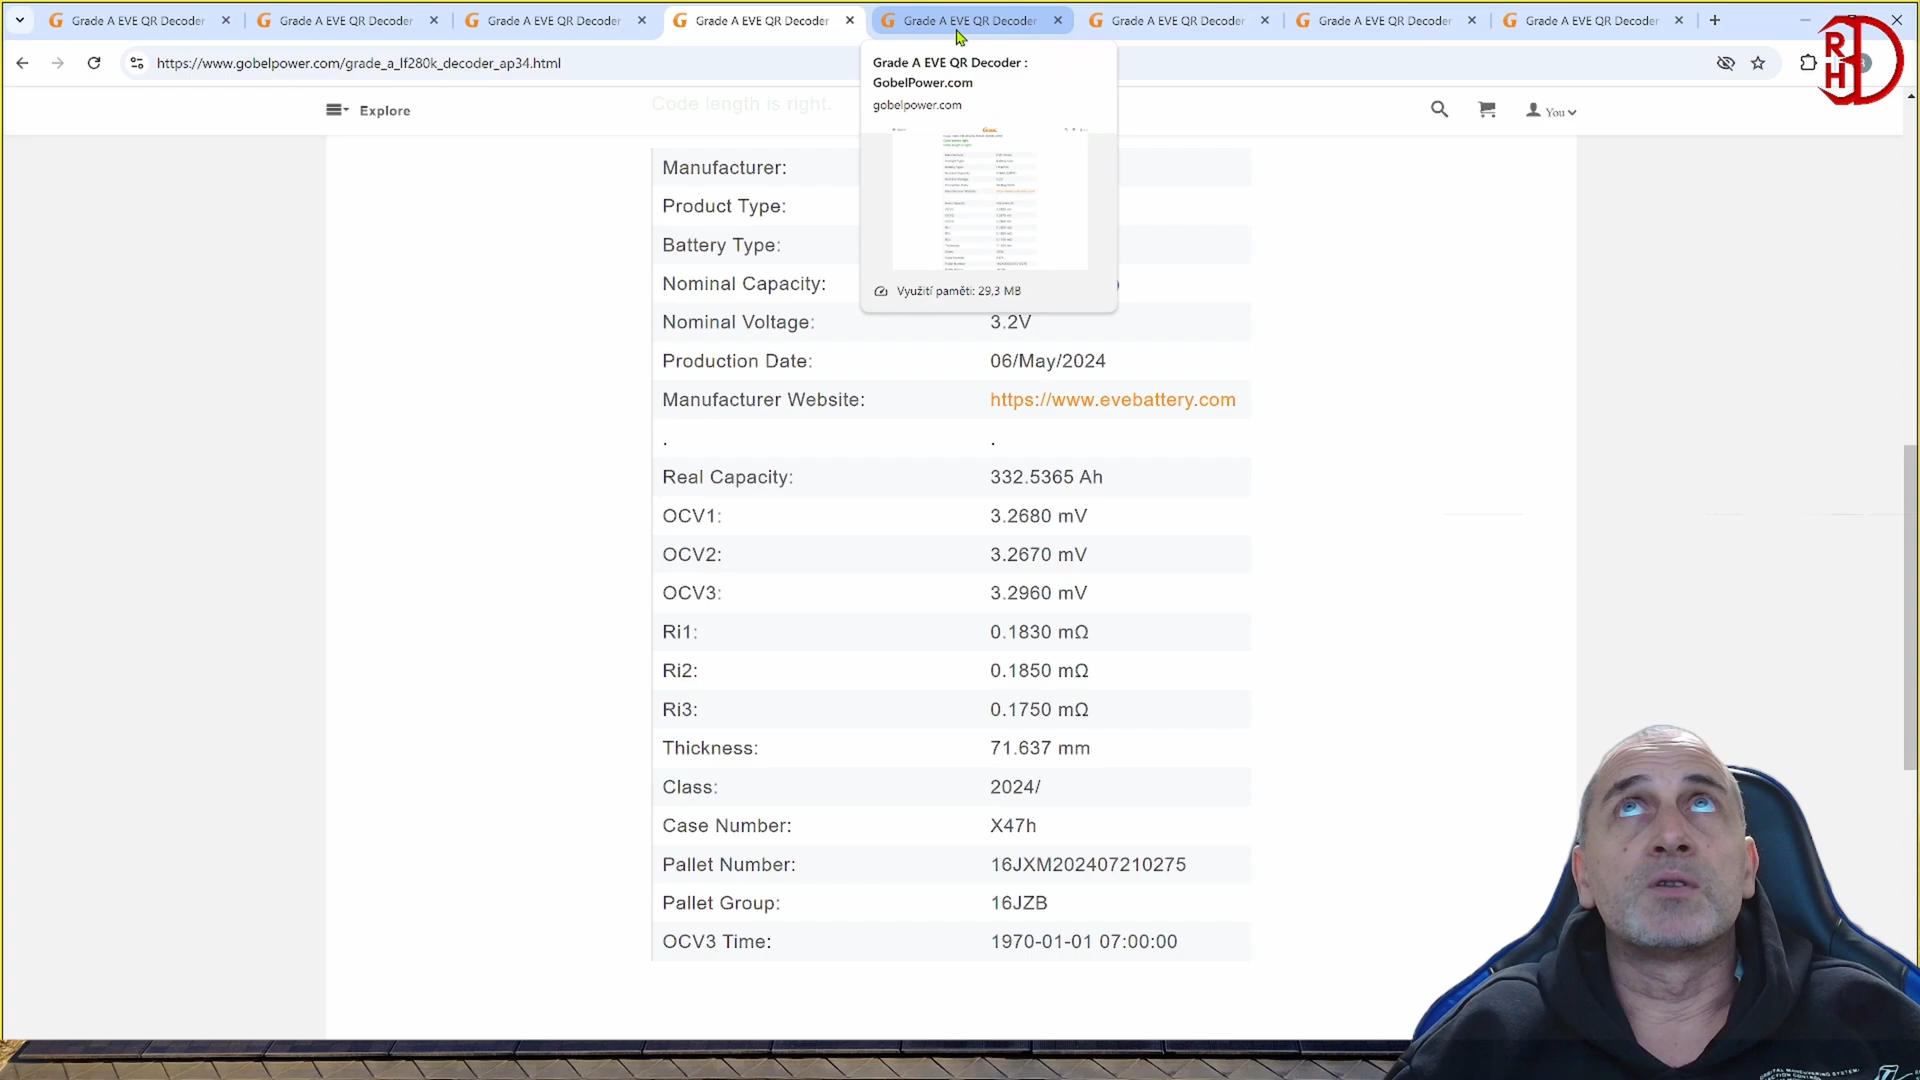 Grade A EVE QR Decoder
Grade A EVE QR Decoder
Grade A EVE QR Decoder
Grade A EVE QR Decoder
Grade A EVE QR Decoder
Grade A EVE QR Decoder
Grade A EVE QR Decoder
Grade A EVE QR Decoder
https://www.gobelpower.com/grade_a_lf280k_decoder_ap34.html
RHD
Grade A EVE QR Decoder :
GobelPower.com
gobelpower.com
Využití paměti: 29,3 MB
Explore
Code length is right.
You
Manufacturer:
Product Type:
Battery Type:
Nominal Capacity:
Nominal Voltage: 3.2V
Production Date: 06/May/2024
Manufacturer Website: https://www.evebattery.com
. .
Real Capacity: 332.5365 Ah
OCV1: 3.2680 mV
OCV2: 3.2670 mV
OCV3: 3.2960 mV
Ri1: 0.1830 mΩ
Ri2: 0.1850 mΩ
Ri3: 0.1750 mΩ
Thickness: 71.637 mm
Class: 2024/
Case Number: X47h
Pallet Number: 16JXM202407210275
Pallet Group: 16JZB
OCV3 Time: 1970-01-01 07:00:00